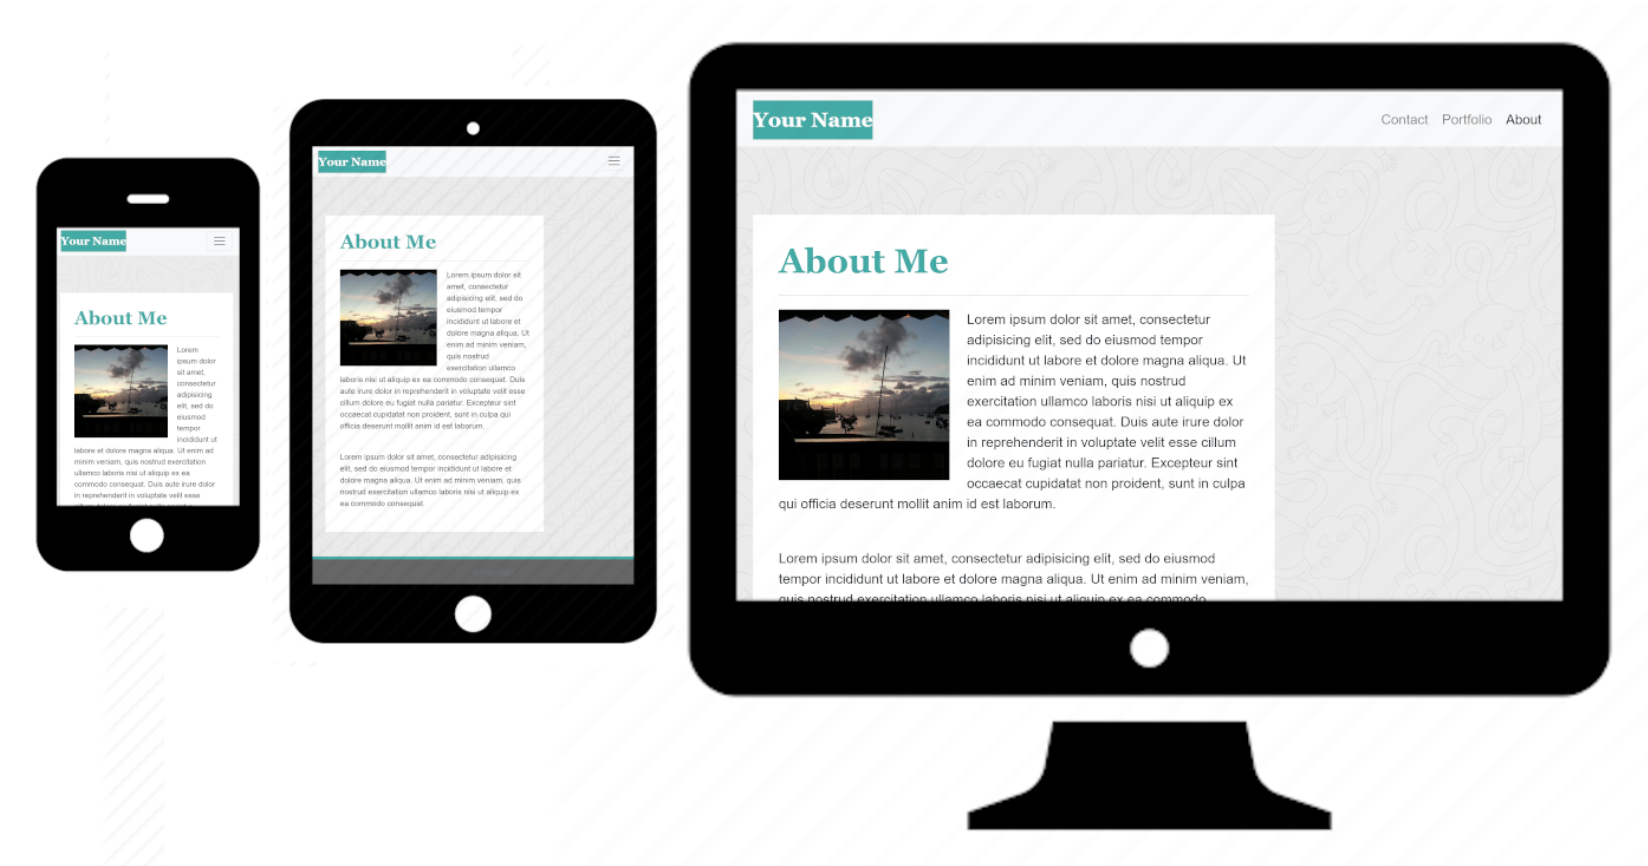 Your Name
About Me
Lorem
ipsum dolor
sit amet,
consectetur
adipisicing
elit, sed do
eiusmod
tempor
incididunt ut
labore et dolore magna aliqua. Ut enim ad
minim veniam, quis nostrud exercitation
ullamco laboris nisi ut aliquip ex ea
commodo consequat. Duis aute irure dolor
in reprehenderit in voluptate velit esse
Your Name
About Me
Lorem ipsum dolor sit
amet, consectetur
adipisicing elit, sed do
eiusmod tempor
incididunt ut labore et
dolore magna aliqua. Ut
enim ad minim veniam,
quis nostrud
exercitation ullamco
laboris nisi ut aliquip ex ea commodo consequat. Duis
aute irure dolor in reprehenderit in voluptate velit esse
cillum dolore eu fugiat nulla pariatur. Excepteur sint
occaecat cupidatat non proident, sunt in culpa qui
officia deserunt mollit anim id est laborum.
Lorem ipsum dolor sit amet, consectetur adipisicing
elit, sed do eiusmod tempor incididunt ut labore et
dolore magna aliqua. Ut enim ad minim veniam, quis
nostrud exercitation ullamco laboris nisi ut aliquip ex
ea commodo consequat.
Your Name
Contact Portfolio About
About Me
Lorem ipsum dolor sit amet, consectetur
adipisicing elit, sed do eiusmod tempor
incididunt ut labore et dolore magna aliqua. Ut
enim ad minim veniam, quis nostrud
exercitation ullamco laboris nisi ut aliquip ex
ea commodo consequat. Duis aute irure dolor
in reprehenderit in voluptate velit esse cillum
dolore eu fugiat nulla pariatur. Excepteur sint
occaecat cupidatat non proident, sunt in culpa
qui officia deserunt mollit anim id est laborum.
Lorem ipsum dolor sit amet, consectetur adipisicing elit, sed do eiusmod
tempor incididunt ut labore et dolore magna aliqua. Ut enim ad minim veniam,
quis nostrud exercitation ullamco laboris nisi ut aliquip ex ea commodo